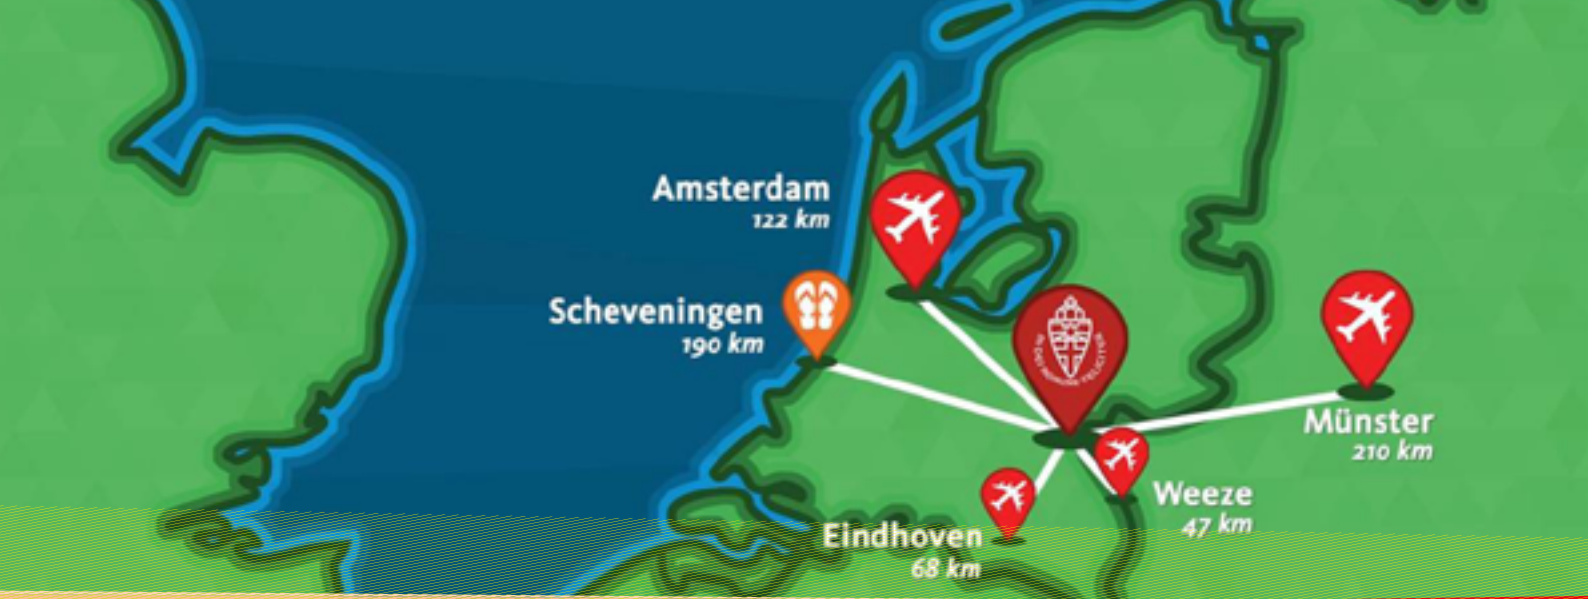 Amsterdam
122 km
Scheveningen
190 km
Münster
210 km
Weeze
47 km
Eindhoven
68 km